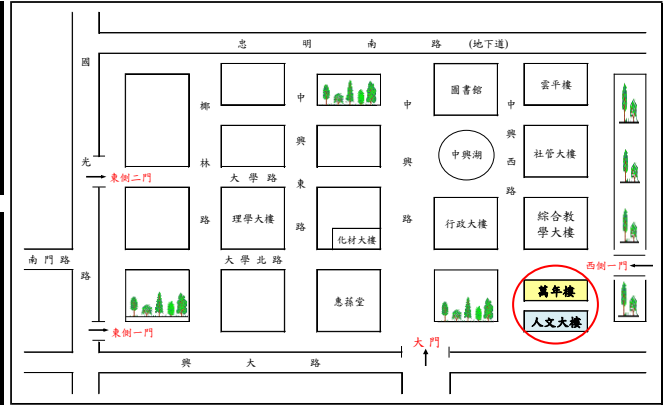 忠明南路 (地下道)
國光路
椰林路
中興東路
中興路
中興西路
圖書館
雲平樓
中興湖
社管大樓
東側二門
大學路
理學大樓
化材大樓
行政大樓
綜合教
學大樓
南門路
大學北路
西側一門
惠蓀堂
萬年樓
人文大樓
東側一門
大門
興大路